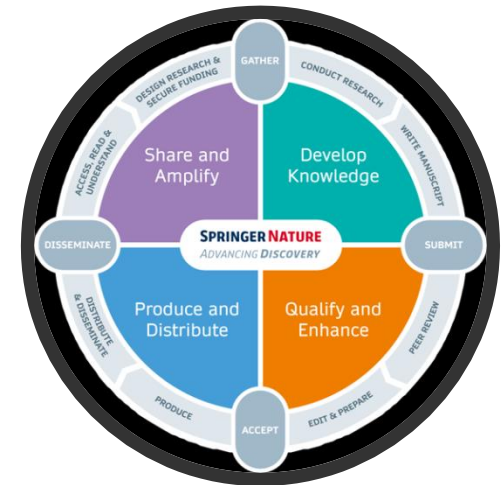 GATHER
CONDUCT RESEARCH
WRITE MANUSCRIPT
SUBMIT
PEER REVIEW
EDIT & PREPARE
ACCEPT
PRODUCE
DISTRIBUTE
& DISSEMINATE
DISSEMINATE
ACCESS, READ &
UNDERSTAND
DESIGN RESEARCH &
SECURE FUNDING
Share and
Amplify
Develop
Knowledge
SPRINGER NATURE
ADVANCING DISCOVERY
Produce and
Distribute
Qualify and
Enhance